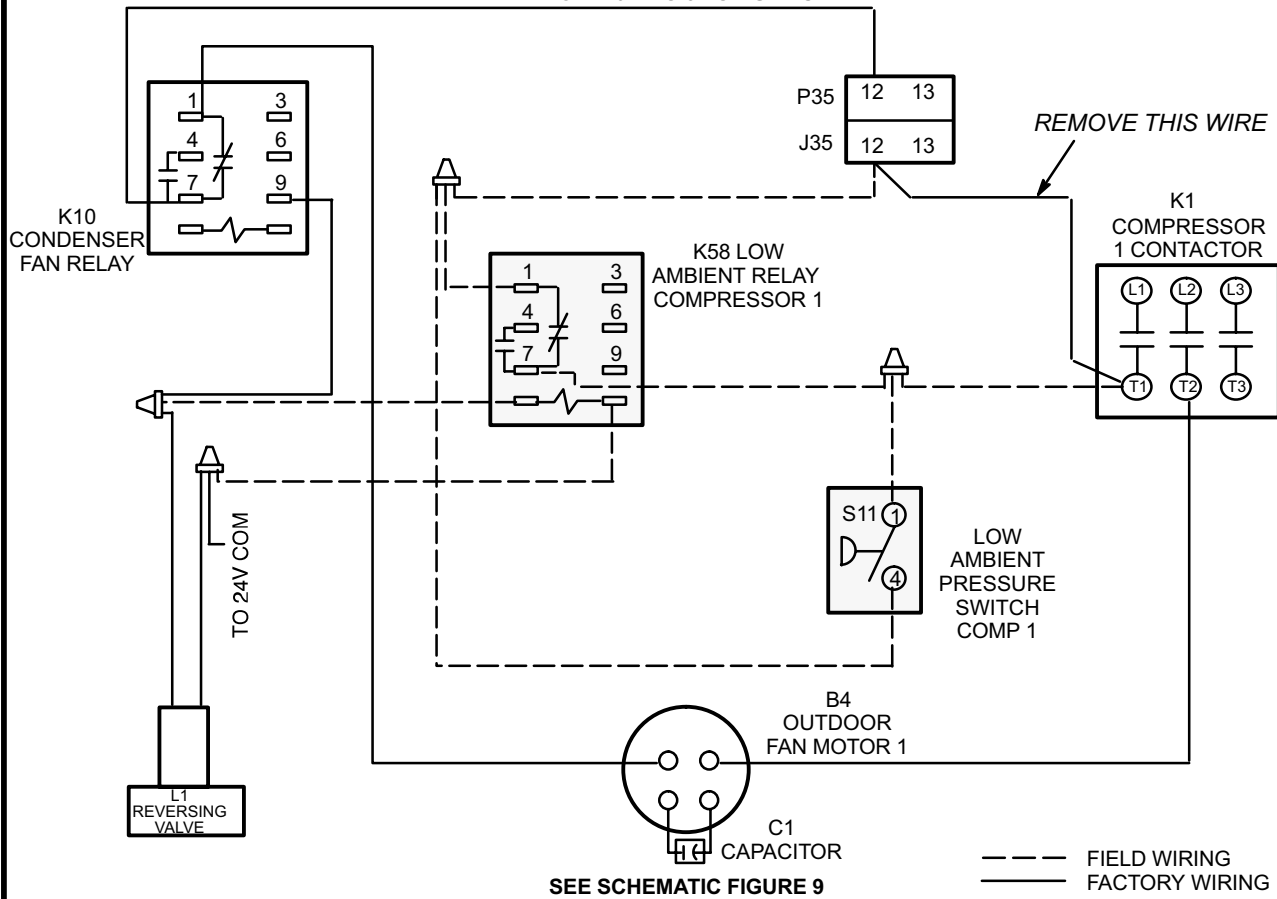 P35 12 13
J35 12 13
REMOVE THIS WIRE
K10
CONDENSER
FAN RELAY
1 3
4 6
7 9
K58 LOW
AMBIENT RELAY
COMPRESSOR 1
1 3
4 6
7 9
K1
COMPRESSOR
1 CONTACTOR
L1 L2 L3
T1 T2 T3
S11 1
4
LOW
AMBIENT
PRESSURE
SWITCH
COMP 1
TO 24V COM
L1
REVERSING
VALVE
B4
OUTDOOR
FAN MOTOR 1
C1
CAPACITOR
SEE SCHEMATIC FIGURE 9
FIELD WIRING
FACTORY WIRING